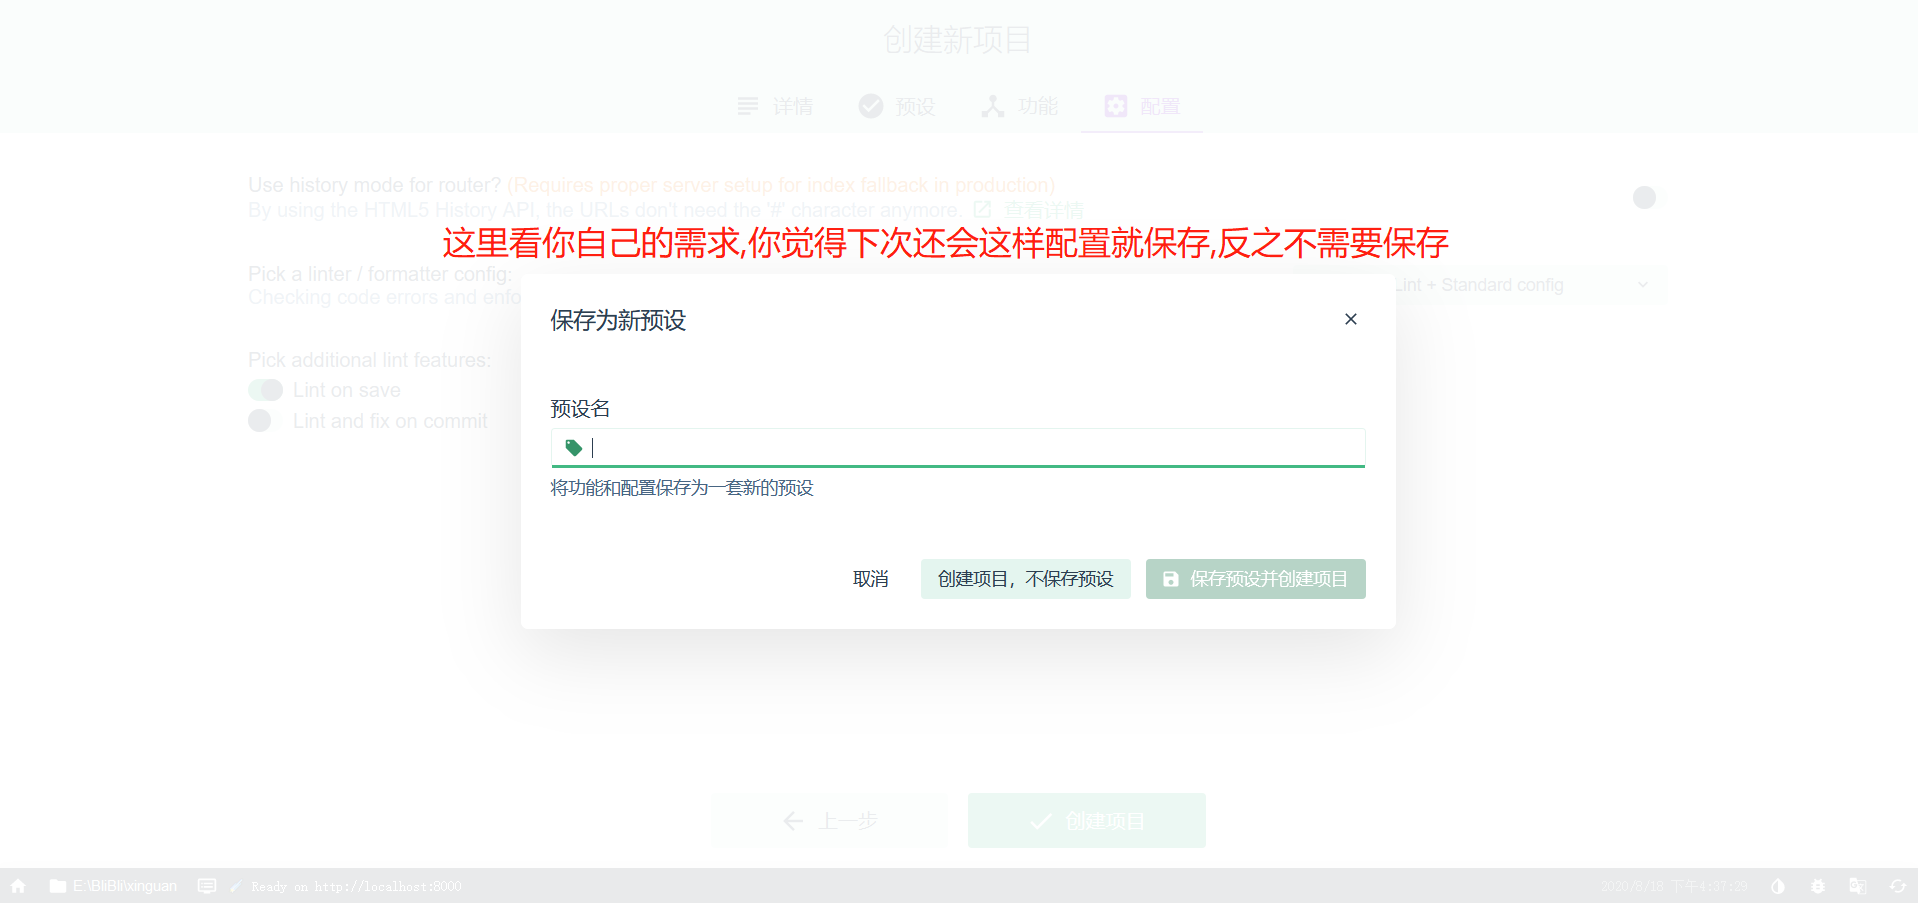 创建新项目
详情 预设 功能 配置
Use history mode for router? (Requires proper server setup for index fallback in production)
By using the HTML5 History API, the URLs don't need the '#' character anymore. 查看详情
这里看你自己的需求,你觉得下次还会这样配置就保存,反之不需要保存
Pick a linter / formatter config:
Checking code errors and enfo
Lint + Standard config
保存为新预设
Pick additional lint features:
Lint on save
Lint and fix on commit
预设名
将功能和配置保存为一套新的预设
取消 创建项目，不保存预设 保存预设并创建项目
上一步 创建项目
E:\BliBli\xinguan Ready on http://localhost:8000 2020/8/18 下午4:37:29